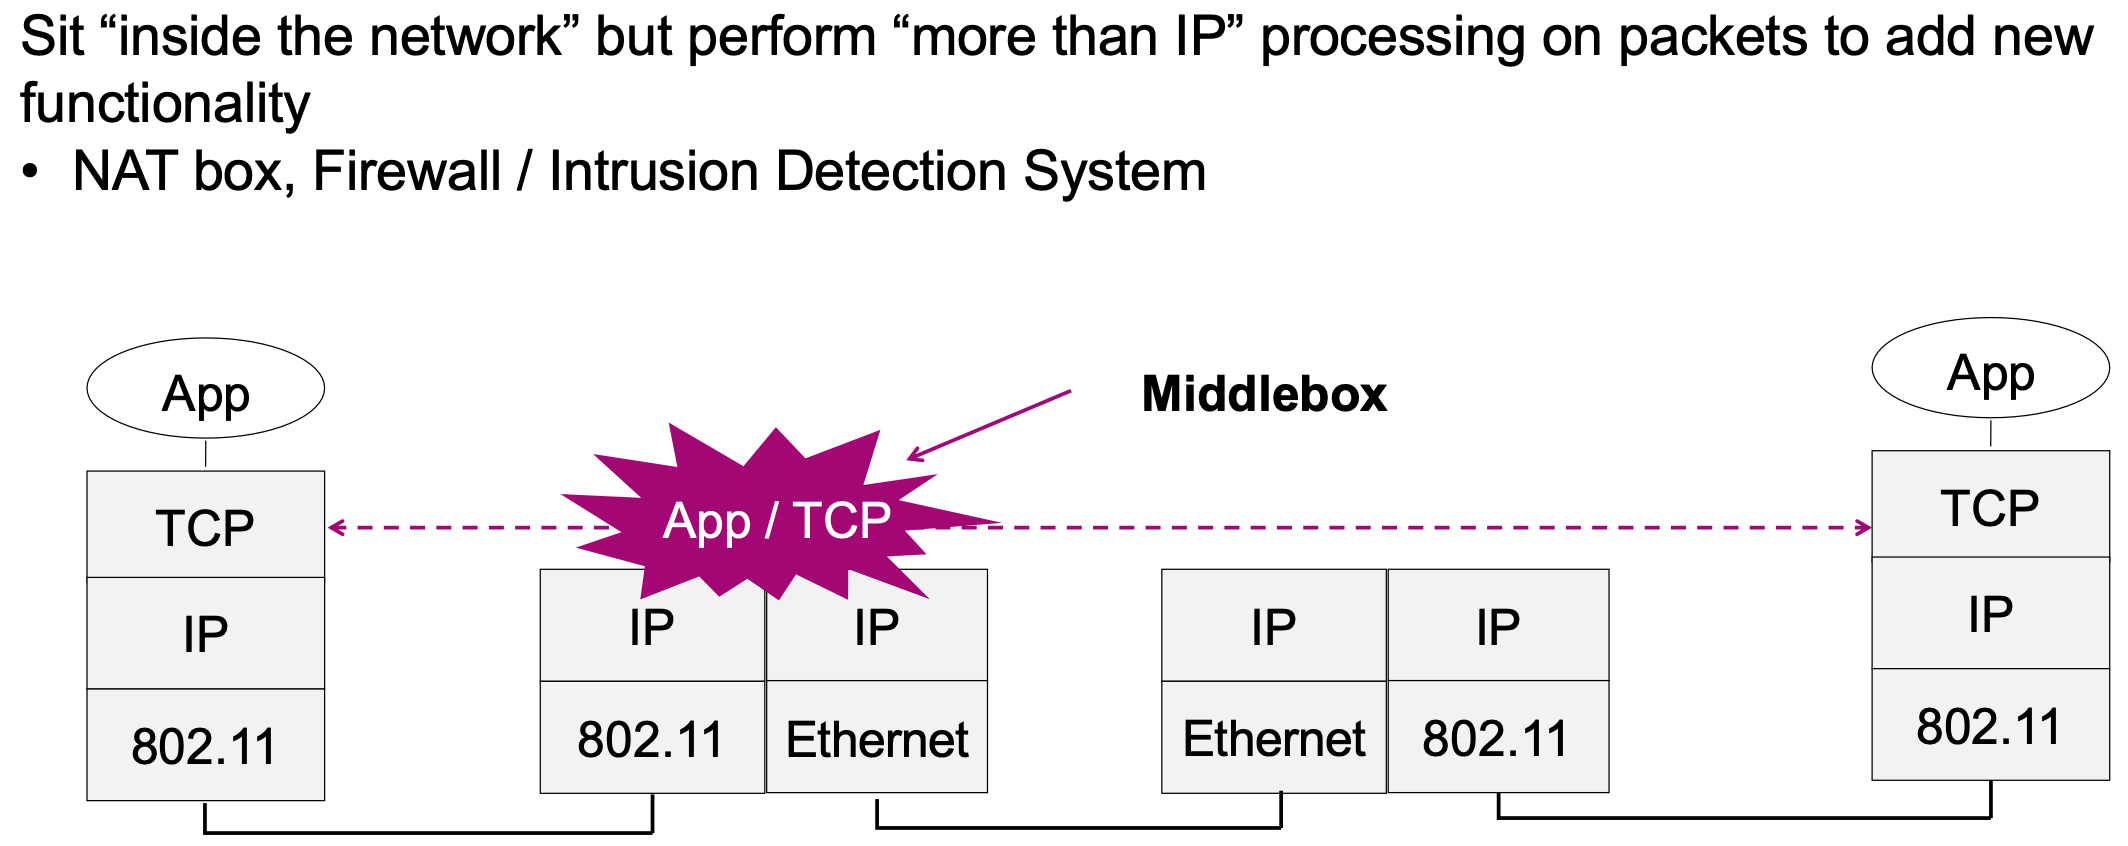 Sit “inside the network” but perform “more than IP” processing on packets to add new
functionality
• NAT box, Firewall / Intrusion Detection System
App
Middlebox
App
TCP
App / TCP
TCP
IP
IP
IP
IP
IP
IP
802.11
802.11
Ethernet
Ethernet
802.11
802.11